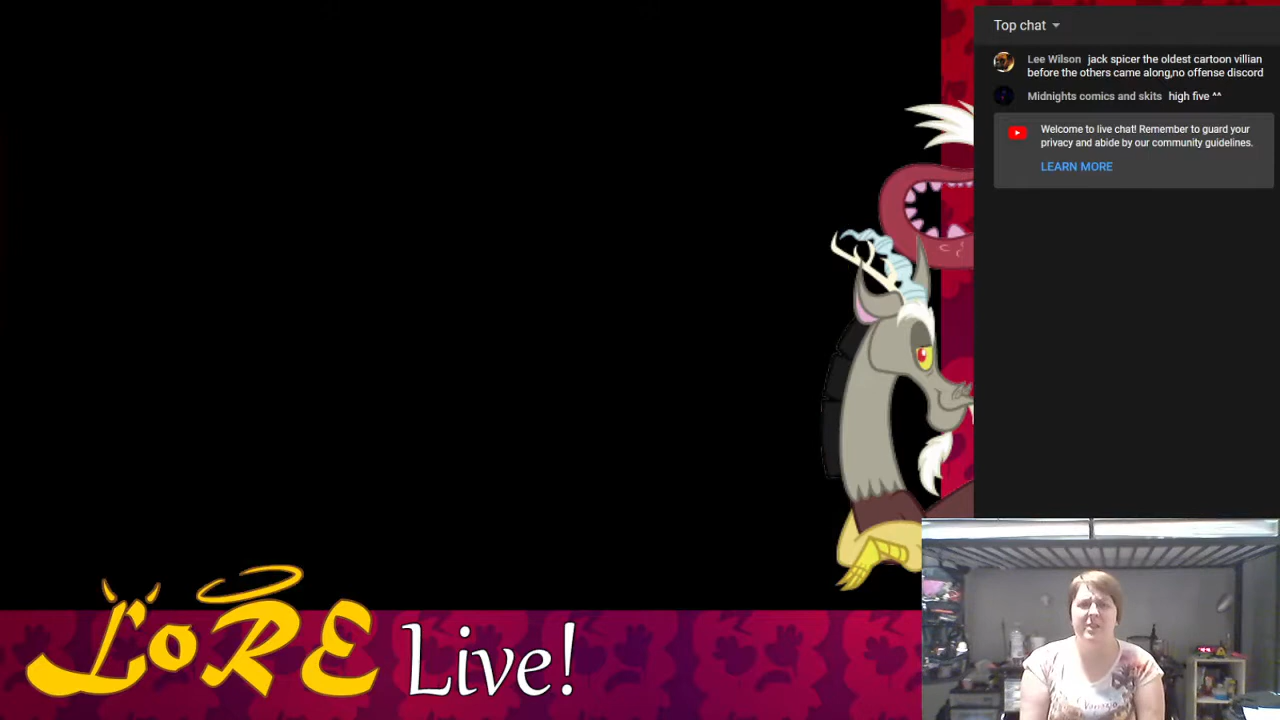 Top chat
Lee Wilson jack spicer the oldest cartoon villian
before the others came along,no offense discord
Midnights comics and skits high five ^^
Welcome to live chat! Remember to guard your
privacy and abide by our community guidelines.
LEARN MORE
LoRE Live!